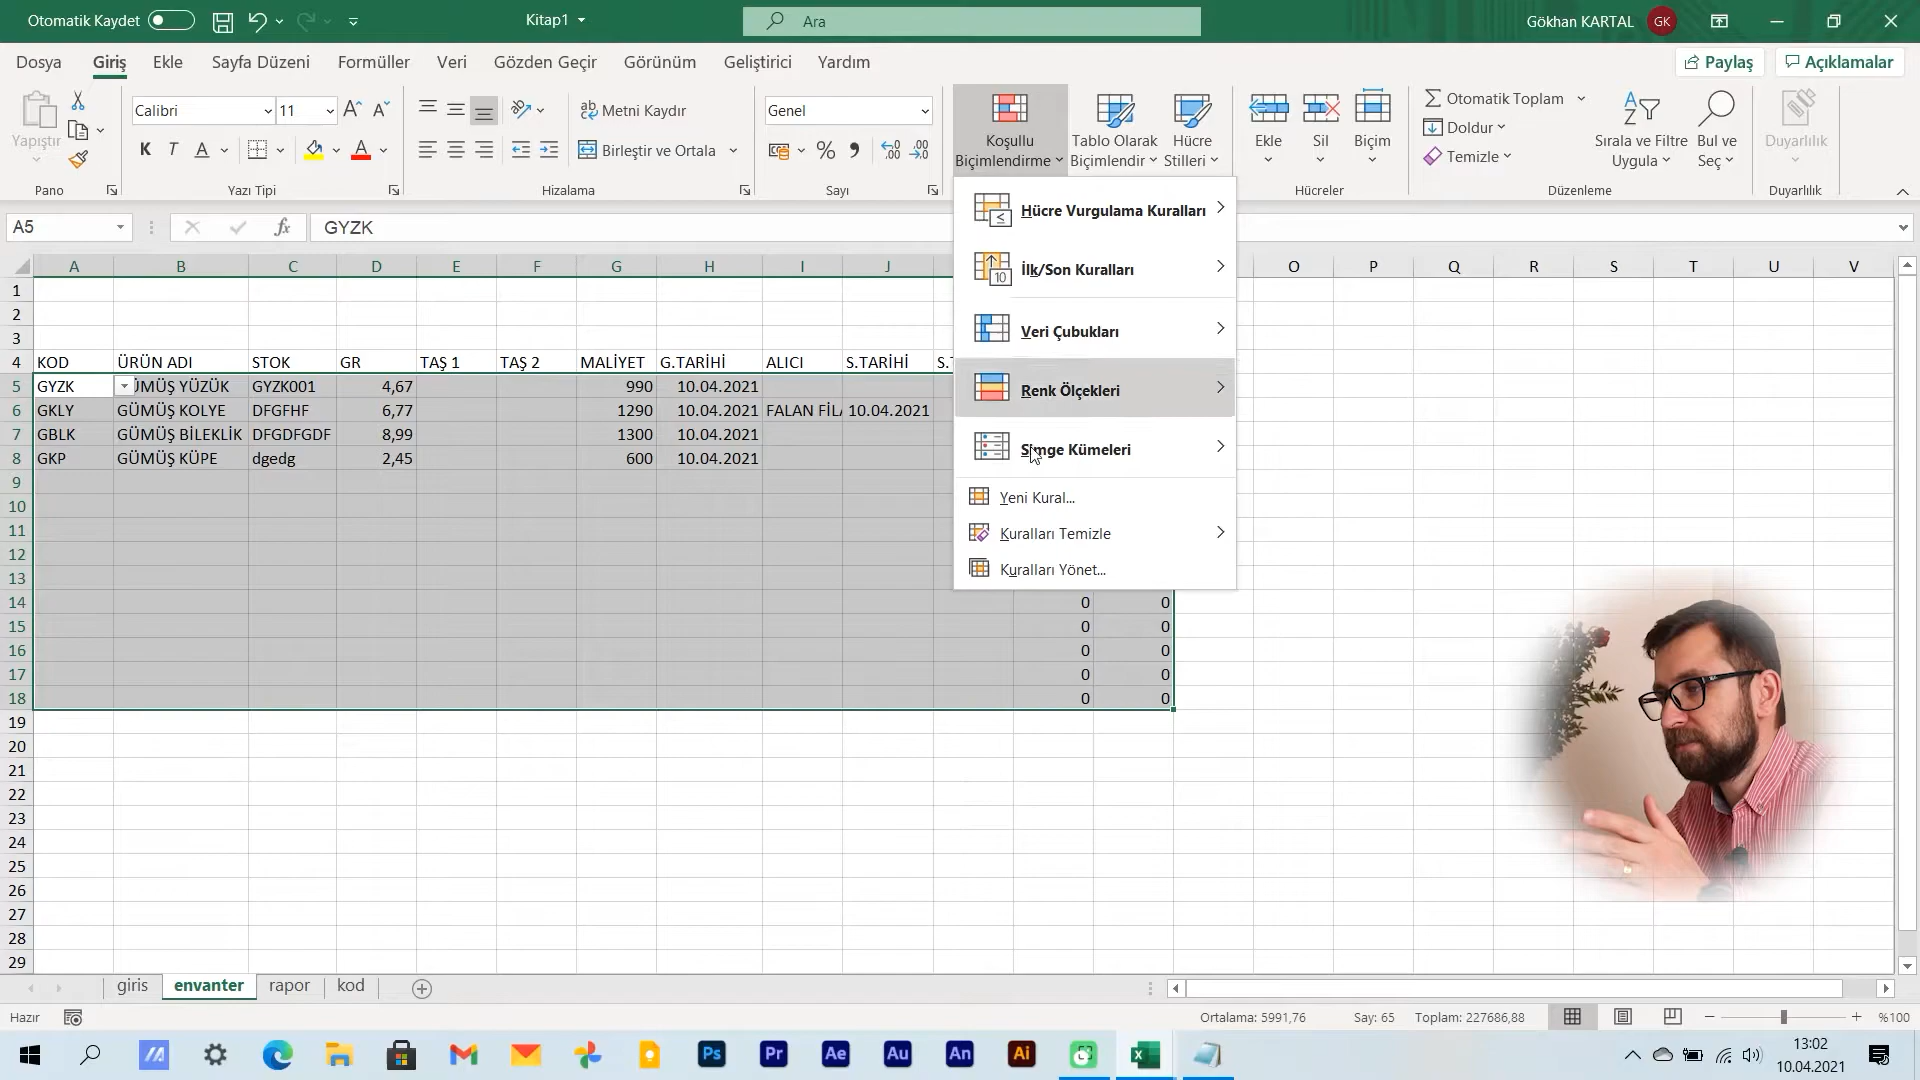 Otomatik Kaydet
Kitap1
Ara
Gökhan KARTAL
GK
Dosya
Giriş
Ekle
Sayfa Düzeni
Formüller
Veri
Gözden Geçir
Görünüm
Geliştirici
Yardım
Paylaş
Açıklamalar
Yapıştır
Calibri
11
K T A
Metni Kaydır
Birleştir ve Ortala
Genel
%
Koşullu
Biçimlendirme
Tablo Olarak
Biçimlendir
Hücre
Stilleri
Ekle
Sil
Biçim
Otomatik Toplam
Doldur
Temizle
Sırala ve Filtre
Uygula
Bul ve
Seç
Duyarlılık
Pano
Yazı Tipi
Hizalama
Sayı
Hücreler
Düzenleme
Duyarlılık
A5
fx
GYZK
Hücre Vurgulama Kuralları
İlk/Son Kuralları
Veri Çubukları
Renk Ölçekleri
Simge Kümeleri
Yeni Kural...
Kuralları Temizle
Kuralları Yönet...
A B C D E F G H I J O P Q R S T U V
1
2
3
4 KOD ÜRÜN ADI STOK GR TAŞ 1 TAŞ 2 MALİYET G.TARİHİ ALICI S.TARİHİ
5 GYZK ÜMÜŞ YÜZÜK GYZK001 4,67 990 10.04.2021
6 GKLY GÜMÜŞ KOLYE DFGFHF 6,77 1290 10.04.2021 FALAN FİL 10.04.2021
7 GBLK GÜMÜŞ BİLEKLİK DFGDFGDF 8,99 1300 10.04.2021
8 GKP GÜMÜŞ KÜPE dgedg 2,45 600 10.04.2021
9
10
11
12
13
14 0 0
15 0 0
16 0 0
17 0 0
18 0 0
19
20
21
22
23
24
25
26
27
28
29
giris
envanter
rapor
kod
Hazır
Ortalama: 5991,76
Say: 65
Toplam: 227686,88
%100
Ps
Pr
Ae
Au
An
Ai
13:02
10.04.2021